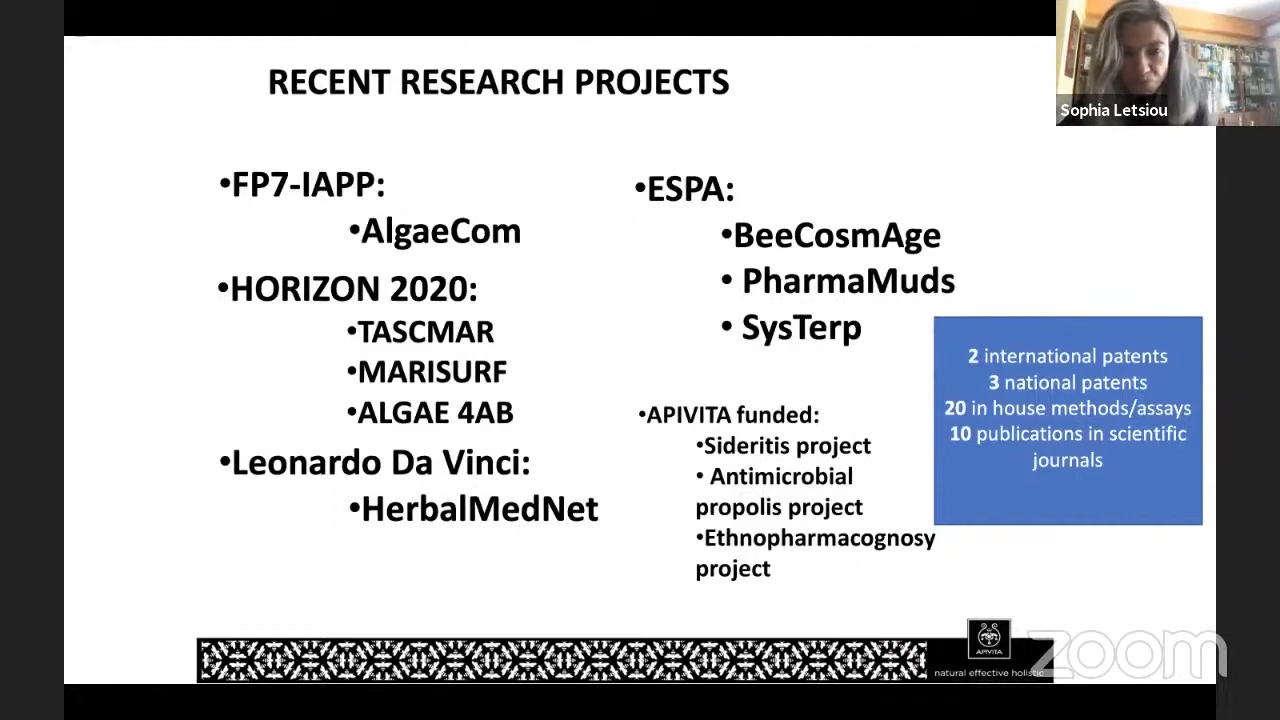 RECENT RESEARCH PROJECTS
Sophia Letsiou
•FP7-IAPP:
•AlgaeCom
•HORIZON 2020:
•TASCMAR
•MARISURF
•ALGAE 4AB
•Leonardo Da Vinci:
•HerbalMedNet
•ESPA:
•BeeCosmAge
• PharmaMuds
• SysTerp
•APIVITA funded:
•Sideritis project
• Antimicrobial
propolis project
•Ethnopharmacognosy
project
2 international patents
3 national patents
20 in house methods/assays
10 publications in scientific
journals
APIVITA
natural effective holistic
zoom